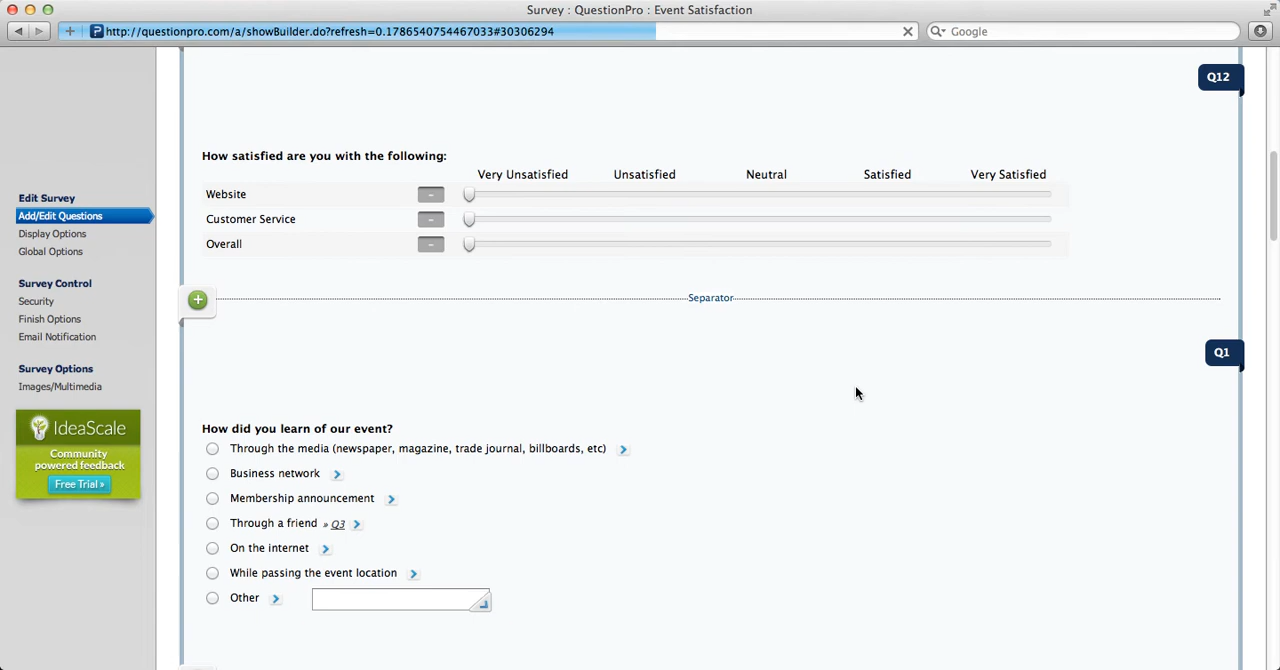 Survey : QuestionPro : Event Satisfaction
http://questionpro.com/a/showBuilder.do?refresh=0.1786540754467033#30306294
Google
Q12
How satisfied are you with the following:
Very Unsatisfied Unsatisfied Neutral Satisfied Very Satisfied
Website
Customer Service
Overall
Separator
Q1
How did you learn of our event?
Through the media (newspaper, magazine, trade journal, billboards, etc)
Business network
Membership announcement
Through a friend » Q3
On the internet
While passing the event location
Other
Edit Survey
Add/Edit Questions
Display Options
Global Options
Survey Control
Security
Finish Options
Email Notification
Survey Options
Images/Multimedia
IdeaScale
Community
powered feedback
Free Trial »